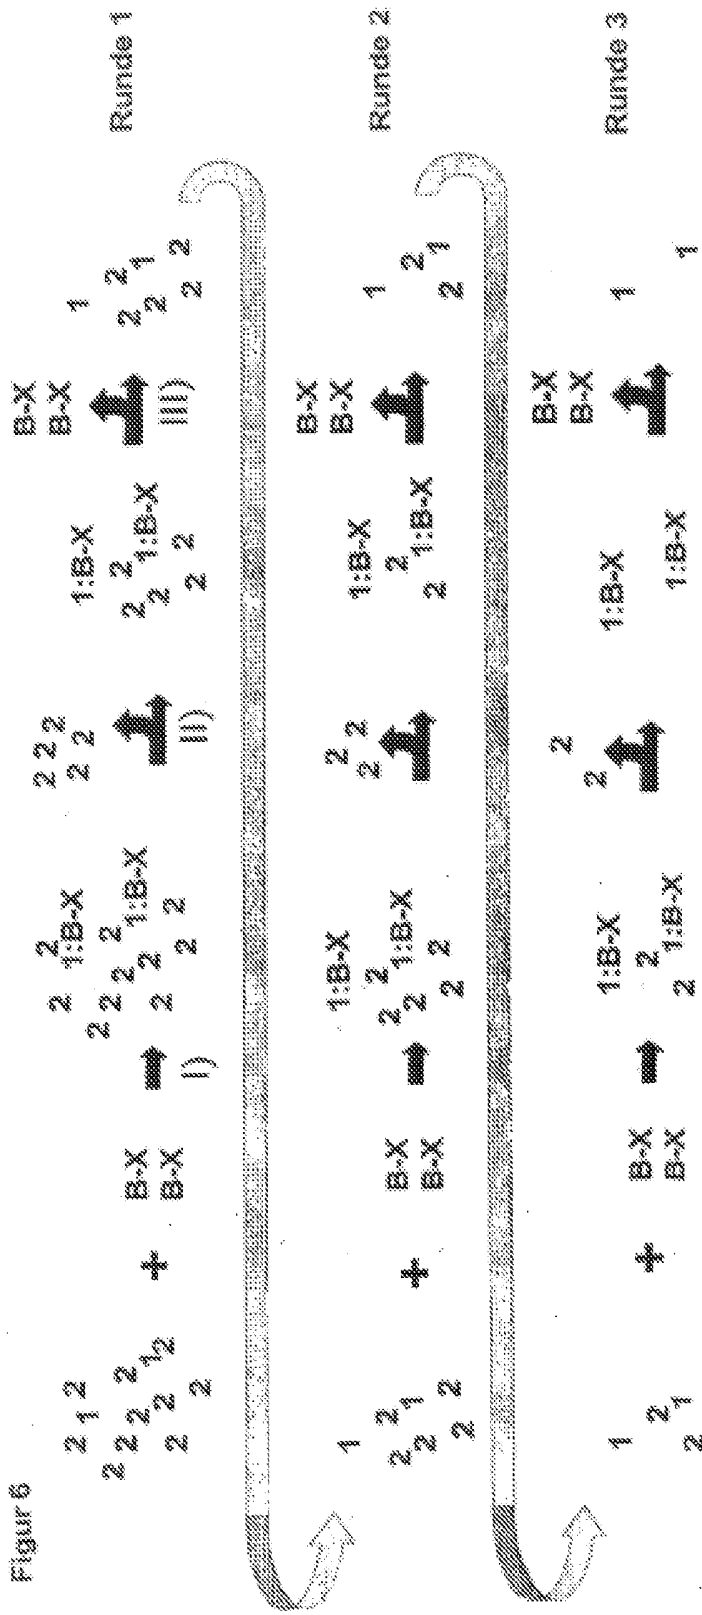 Figur 6
2 1 2
2 2 2 2 1 2
2 2 2
+
B-X
B-X
I)
2 2 1:B-X
2 2 2 2 1:B-X
2 2 2 2
2 2 2
2 2
II)
1:B-X
2 2 1:B-X
2 2 2
B-X
B-X
III)
1
2 2 1
2 2 2
Runde 1
1
2 2 1
2 2 2
+
B-X
B-X
1:B-X
2 2 1:B-X
2 2 2
2 2
2
1:B-X
2 1:B-X
2
B-X
B-X
1
2 1
2
Runde 2
1
2 1
2
+
B-X
B-X
1:B-X
2 1:B-X
2
2
2
1:B-X
1:B-X
B-X
B-X
1
1
Runde 3